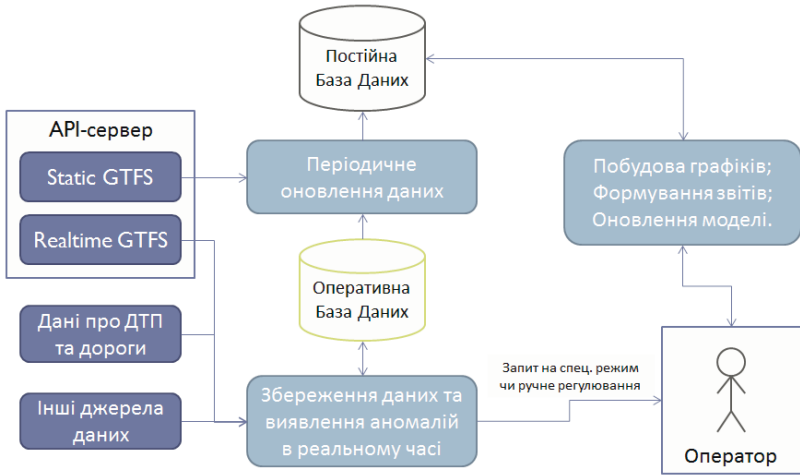 Постійна
База Даних
API-сервер
Static GTFS
Realtime GTFS
Періодичне
оновлення даних
Побудова графіків;
Формування звітів;
Оновлення моделі.
Оперативна
База Даних
Дані про ДТП
та дороги
Інші джерела
даних
Збереження даних та
виявлення аномалій
в реальному часі
Запит на спец. режим
чи ручне регулювання
Оператор